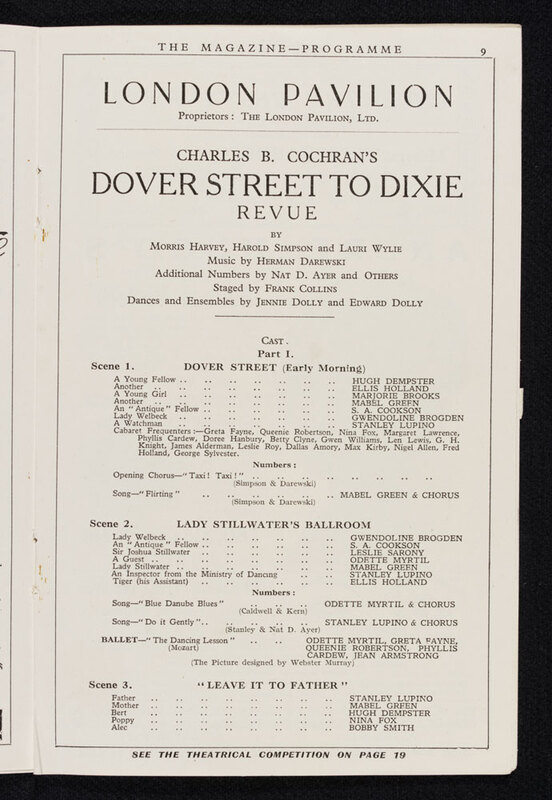 THE MAGAZINE—PROGRAMME 9
LONDON PAVILION
Proprietors: THE LONDON PAVILION, LTD.
CHARLES B. COCHRAN'S
DOVER STREET TO DIXIE
REVUE
BY
MORRIS HARVEY, HAROLD SIMPSON and LAURI WYLIE
Music by HERMAN DAREWSKI
Additional Numbers by NAT D. AYER and OTHERS
Staged by FRANK COLLINS
Dances and Ensembles by JENNIE DOLLY and EDWARD DOLLY
CAST.
Part I.
Scene 1. DOVER STREET (Early Morning)
A Young Fellow .. .. .. .. .. .. .. HUGH DEMPSTER
Another .. .. .. .. .. .. .. .. ELLIS HOLLAND
A Young Girl .. .. .. .. .. .. .. MARJORIE BROOKS
Another .. .. .. .. .. .. .. .. MABEL GREEN
An "Antique" Fellow .. .. .. .. .. .. S. A. COOKSON
Lady Welbeck .. .. .. .. .. .. .. GWENDOLINE BROGDEN
A Watchman .. .. .. .. .. .. .. STANLEY LUPINO
Cabaret Frequenters:—Greta Fayne, Queenie Robertson, Nina Fox, Margaret Lawrence,
Phyllis Cardew, Doree Hanbury, Betty Clyne, Gwen Williams, Len Lewis, G. H.
Knight, James Alderman, Leslie Roy, Dallas Amory, Max Kirby, Nigel Allen, Fred
Holland, George Sylvester.
Numbers:
Opening Chorus—"Taxi! Taxi!" .. .. .. .. .. .. .. ..
(Simpson & Darewski)
Song—"Flirting" .. .. .. .. .. .. MABEL GREEN & CHORUS
(Simpson & Darewski)
Scene 2. LADY STILLWATER'S BALLROOM
Lady Welbeck .. .. .. .. .. .. .. GWENDOLINE BROGDEN
An "Antique" Fellow .. .. .. .. .. .. S. A. COOKSON
Sir Joshua Stillwater .. .. .. .. .. .. LESLIE SARONY
A Guest .. .. .. .. .. .. .. .. ODETTE MYRTIL
Lady Stillwater .. .. .. .. .. .. .. MABEL GREEN
An Inspector from the Ministry of Dancing .. .. .. STANLEY LUPINO
Tiger (his Assistant) .. .. .. .. .. .. ELLIS HOLLAND
Numbers:
Song—"Blue Danube Blues" .. .. .. ODETTE MYRTIL & CHORUS
(Caldwell & Kern)
Song—"Do it Gently" .. .. .. .. STANLEY LUPINO & CHORUS
(Stanley & Nat D. Ayer)
BALLET—"The Dancing Lesson" .. .. ODETTE MYRTIL, GRETA FAYNE,
(Mozart) QUEENIE ROBERTSON, PHYLLIS
CARDEW, JEAN ARMSTRONG
(The Picture designed by Webster Murray)
Scene 3. "LEAVE IT TO FATHER"
Father .. .. .. .. .. .. .. .. STANLEY LUPINO
Mother .. .. .. .. .. .. .. .. MABEL GREEN
Bert .. .. .. .. .. .. .. .. HUGH DEMPSTER
Poppy .. .. .. .. .. .. .. .. NINA FOX
Alec .. .. .. .. .. .. .. .. BOBBY SMITH
SEE THE THEATRICAL COMPETITION ON PAGE 19